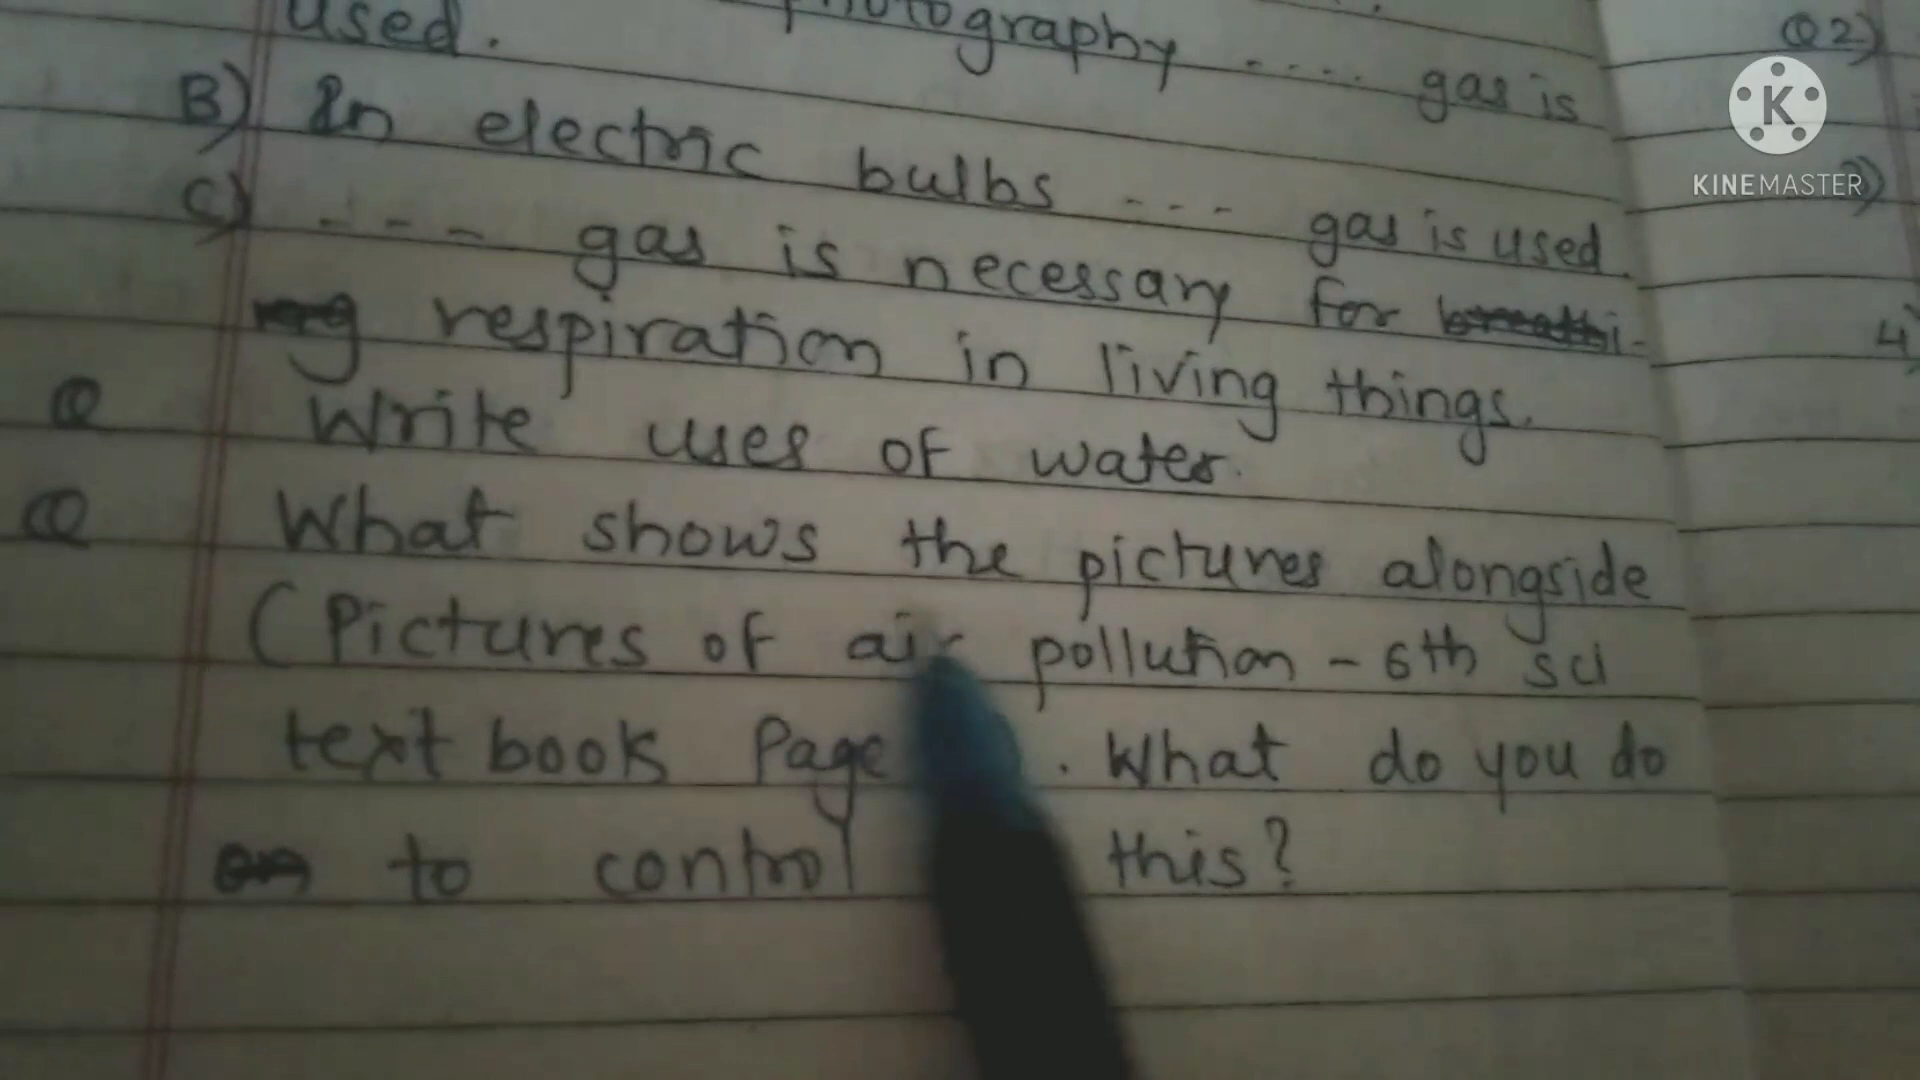 used. photography .... gas is
B) In electric bulbs --- gas is used.
C) ---- gas is necessary for
respiration in living things.
Q Write uses of water.
Q What shows the pictures alongside
(Pictures of air pollution - 6th sci
text book Page . What do you do
to control this?
Q2)
4)
KINEMASTER